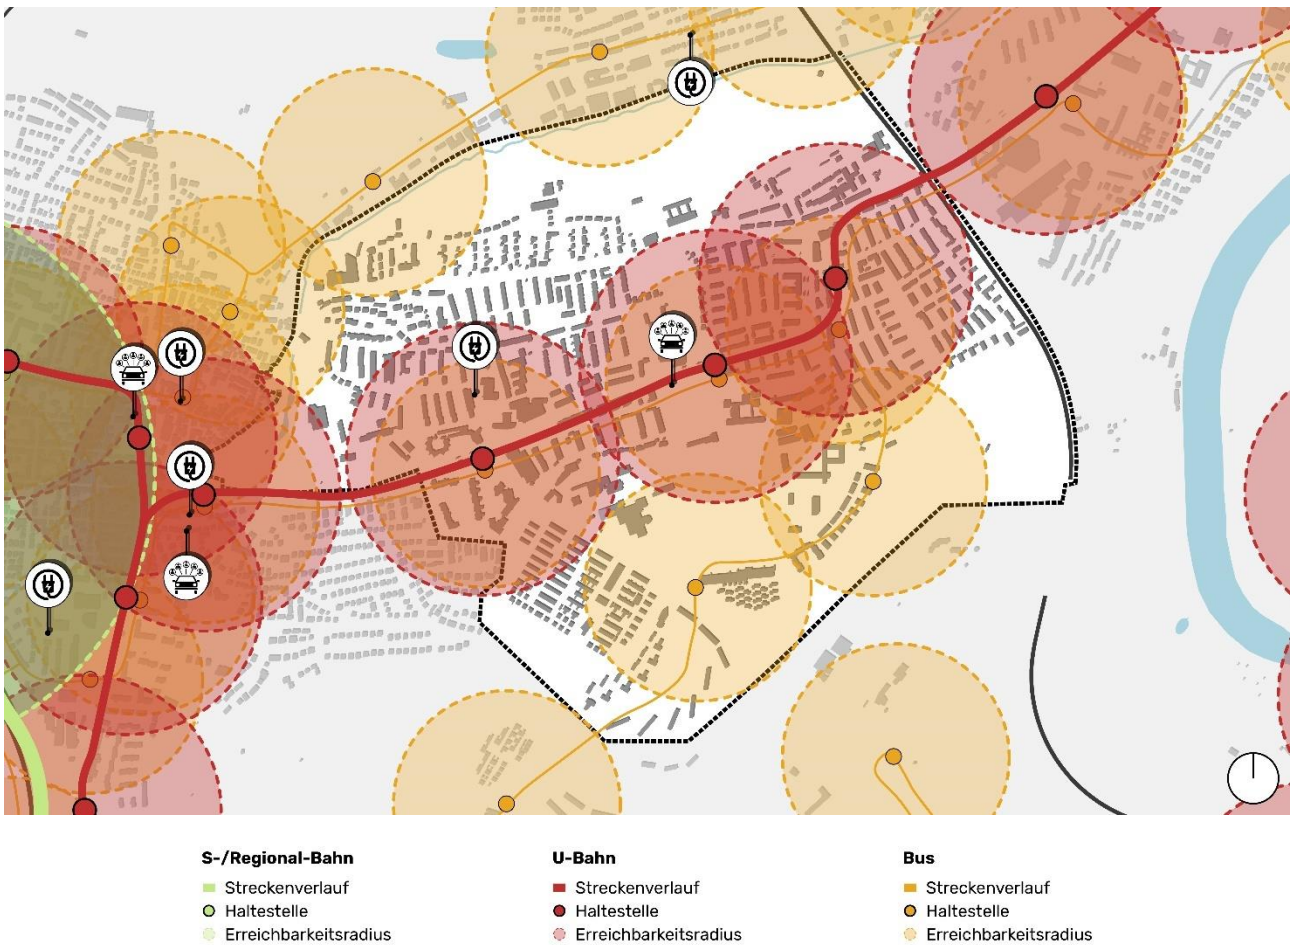 S-/Regional-Bahn
Streckenverlauf
Haltestelle
Erreichbarkeitsradius
U-Bahn
Streckenverlauf
Haltestelle
Erreichbarkeitsradius
Bus
Streckenverlauf
Haltestelle
Erreichbarkeitsradius